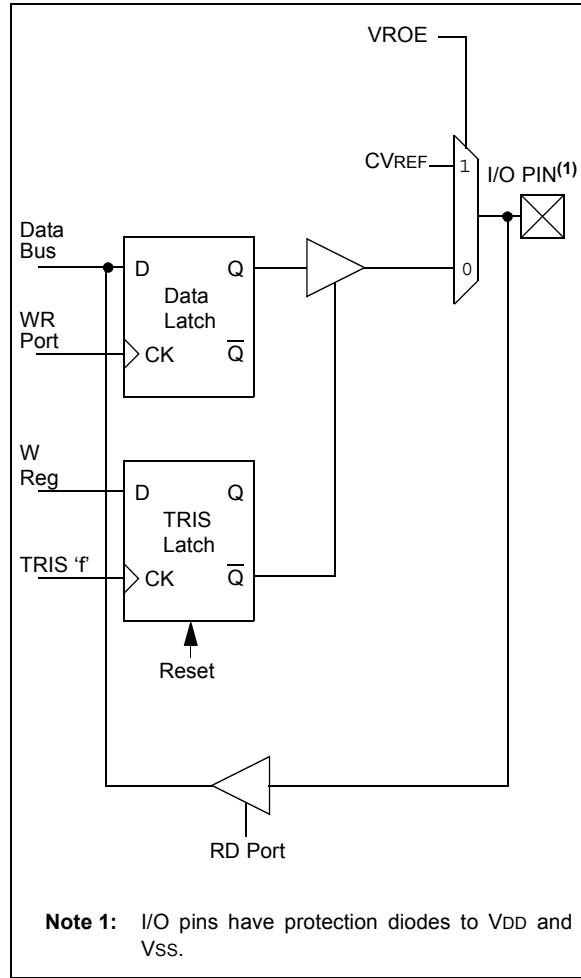 VROE
CVREF
1
I/O PIN(1)
Data
Bus
D
Q
0
Data
Latch
WR
Port
CK
Q
W
Reg
D
Q
TRIS
Latch
TRIS ‘f’
CK
Q
Reset
RD Port
Note 1: I/O pins have protection diodes to VDD and
VSS.